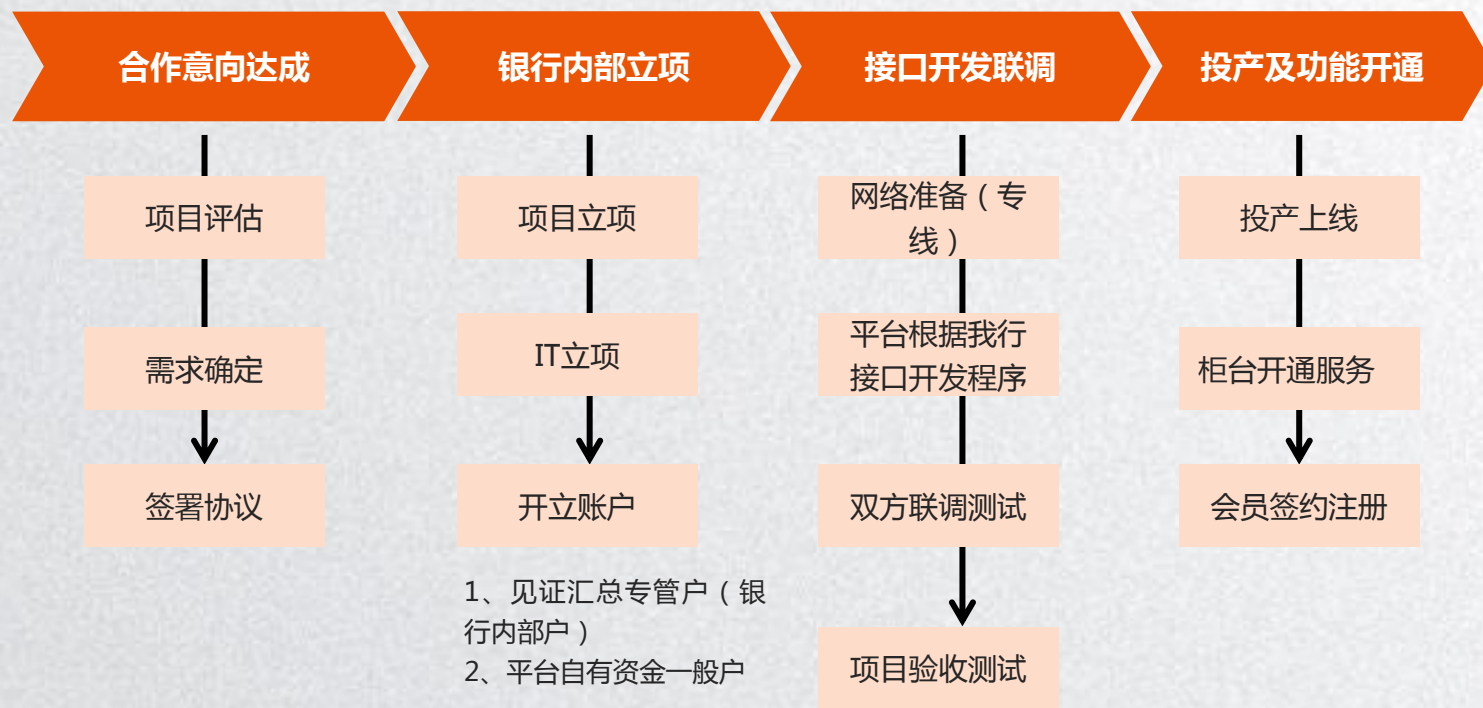 合作意向达成
银行内部立项
接口开发联调
投产及功能开通
项目评估
需求确定
签署协议
项目立项
IT立项
开立账户
1、见证汇总专管户（银
行内部户）
2、平台自有资金一般户
网络准备（专
线）
平台根据我行
接口开发程序
双方联调测试
项目验收测试
投产上线
柜台开通服务
会员签约注册